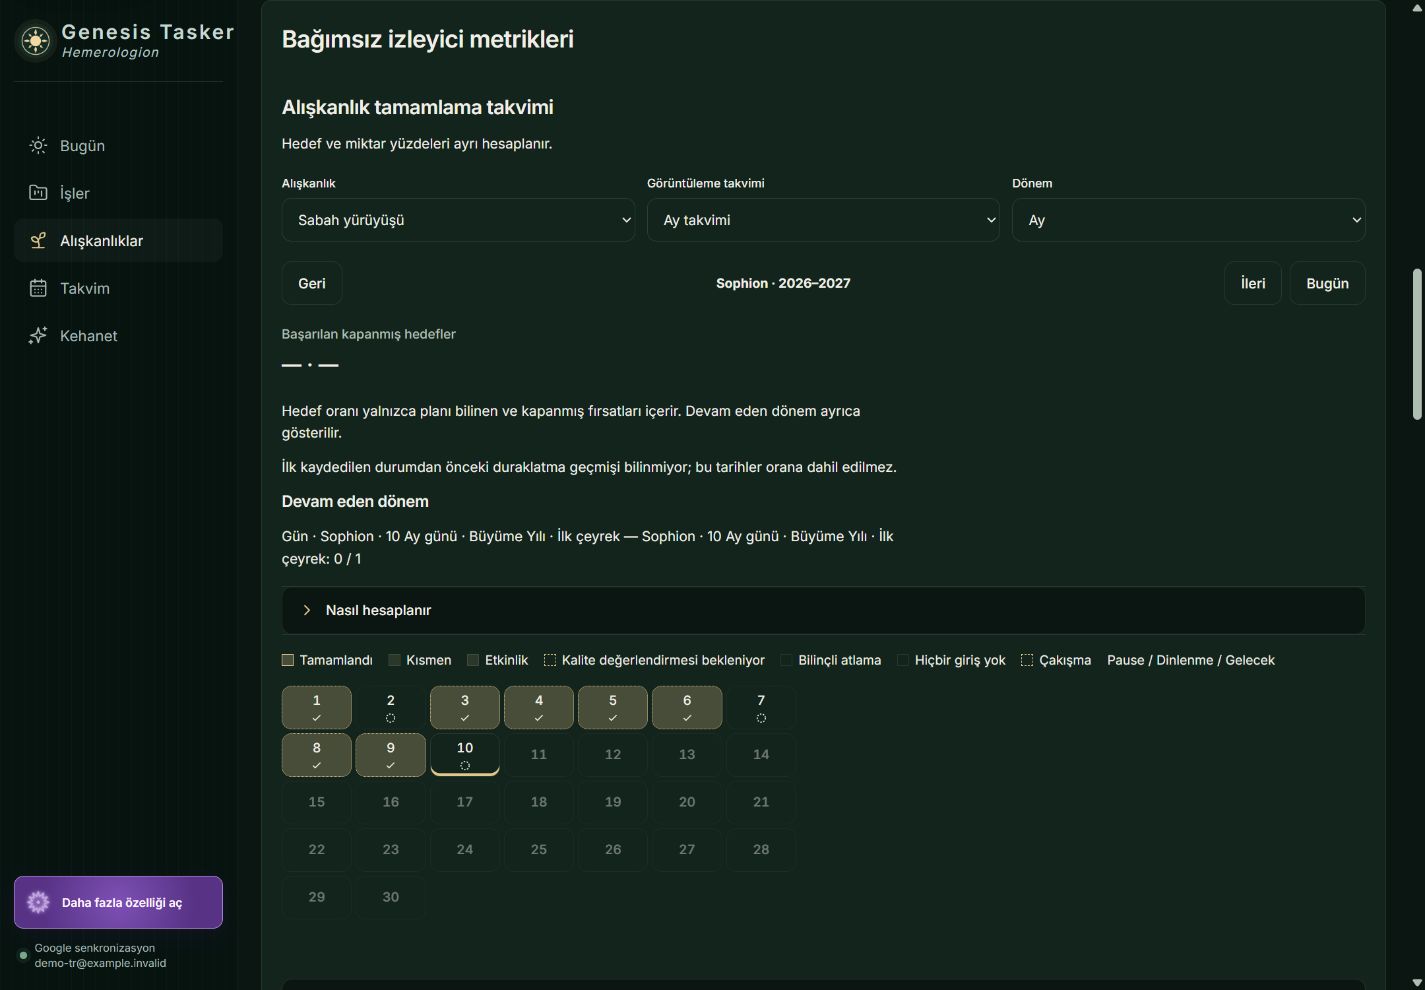 Genesis Tasker
Hemerologion
Bugün
İşler
Alışkanlıklar
Takvim
Kehanet
Daha fazla özelliği aç
Google senkronizasyon
demo-tr@example.invalid
Bağımsız izleyici metrikleri
Alışkanlık tamamlama takvimi
Hedef ve miktar yüzdeleri ayrı hesaplanır.
Alışkanlık
Görüntüleme takvimi
Dönem
Sabah yürüyüşü
Ay takvimi
Ay
Geri
Sophion · 2026–2027
İleri
Bugün
Başarılan kapanmış hedefler
— · —
Hedef oranı yalnızca planı bilinen ve kapanmış fırsatları içerir. Devam eden dönem ayrıca
gösterilir.
İlk kaydedilen durumdan önceki duraklatma geçmişi bilinmiyor; bu tarihler orana dahil edilmez.
Devam eden dönem
Gün · Sophion · 10 Ay günü · Büyüme Yılı · İlk çeyrek — Sophion · 10 Ay günü · Büyüme Yılı · İlk
çeyrek: 0 / 1
Nasıl hesaplanır
Tamamlandı Kısmen Etkinlik Kalite değerlendirmesi bekleniyor Bilinçli atlama Hiçbir giriş yok Çakışma Pause / Dinlenme / Gelecek
1 2 3 4 5 6 7
8 9 10 11 12 13 14
15 16 17 18 19 20 21
22 23 24 25 26 27 28
29 30